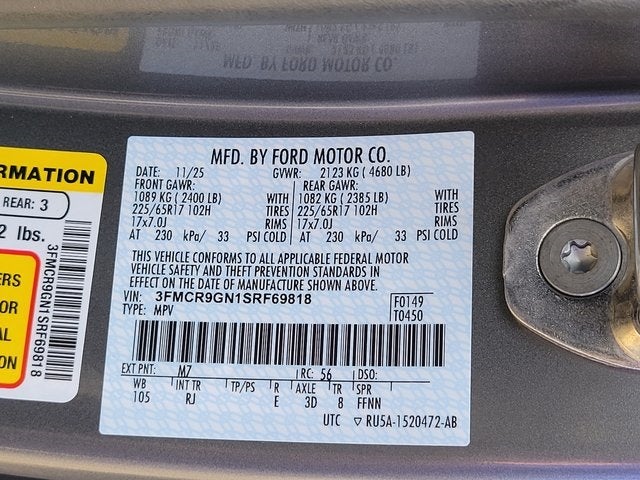 MFD. BY FORD MOTOR CO.
RMATION
REAR: 3
2 lbs.
ERS
OR
AL
ION
3FMCR9GN1SRF69818
MFD. BY FORD MOTOR CO.
DATE: 11/25 GVWR: 2123 KG ( 4680 LB)
FRONT GAWR: REAR GAWR:
1089 KG ( 2400 LB) WITH 1082 KG ( 2385 LB) WITH
225/65R17 102H TIRES 225/65R17 102H TIRES
17x7.0J RIMS 17x7.0J RIMS
AT 230 kPa/ 33 PSI COLD AT 230 kPa/ 33 PSI COLD
THIS VEHICLE CONFORMS TO ALL APPLICABLE FEDERAL MOTOR
VEHICLE SAFETY AND THEFT PREVENTION STANDARDS IN
EFFECT ON THE DATE OF MANUFACTURE SHOWN ABOVE.
VIN: 3FMCR9GN1SRF69818 F0149
TYPE: MPV T0450
EXT PNT: M7 RC: 56 DSO:
WB INT TR TP/PS R AXLE TR SPR
105 RJ E 3D 8 FFNN
UTC ▽ RU5A-1520472-AB